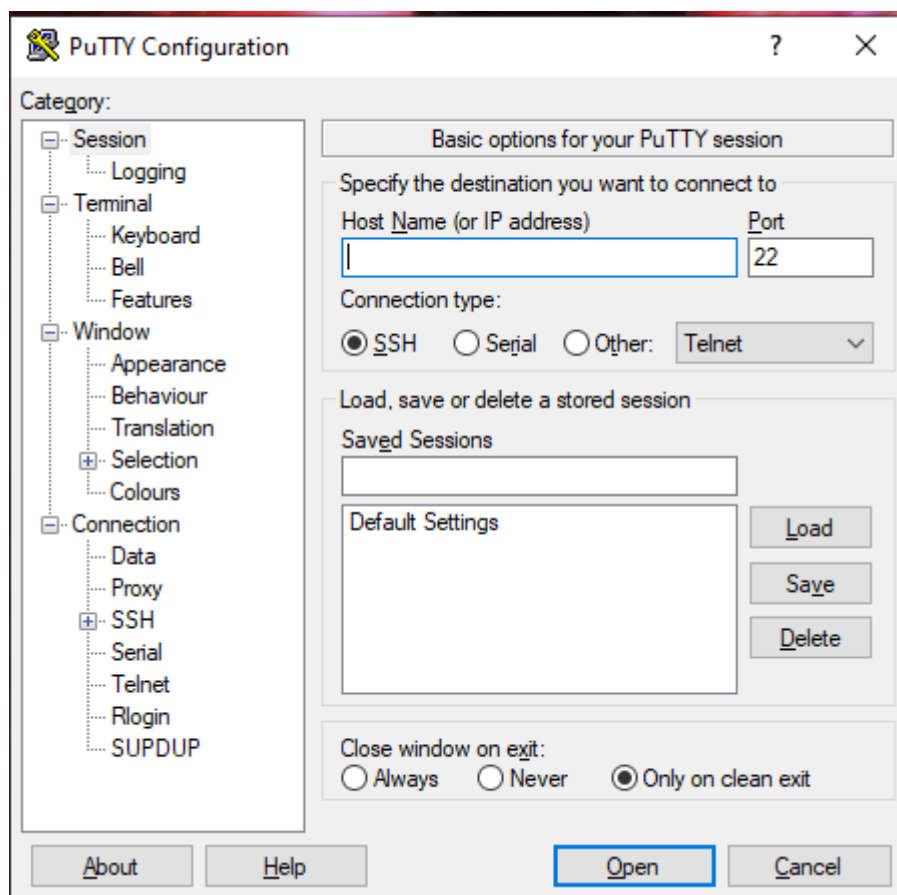 PuTTY Configuration
?
Category:
Session
Logging
Terminal
Keyboard
Bell
Features
Window
Appearance
Behaviour
Translation
Selection
Colours
Connection
Data
Proxy
SSH
Serial
Telnet
Rlogin
SUPDUP
Basic options for your PuTTY session
Specify the destination you want to connect to
Host Name (or IP address) Port
22
Connection type:
SSH Serial Other: Telnet
Load, save or delete a stored session
Saved Sessions
Default Settings
Load
Save
Delete
Close window on exit:
Always Never Only on clean exit
About Help Open Cancel